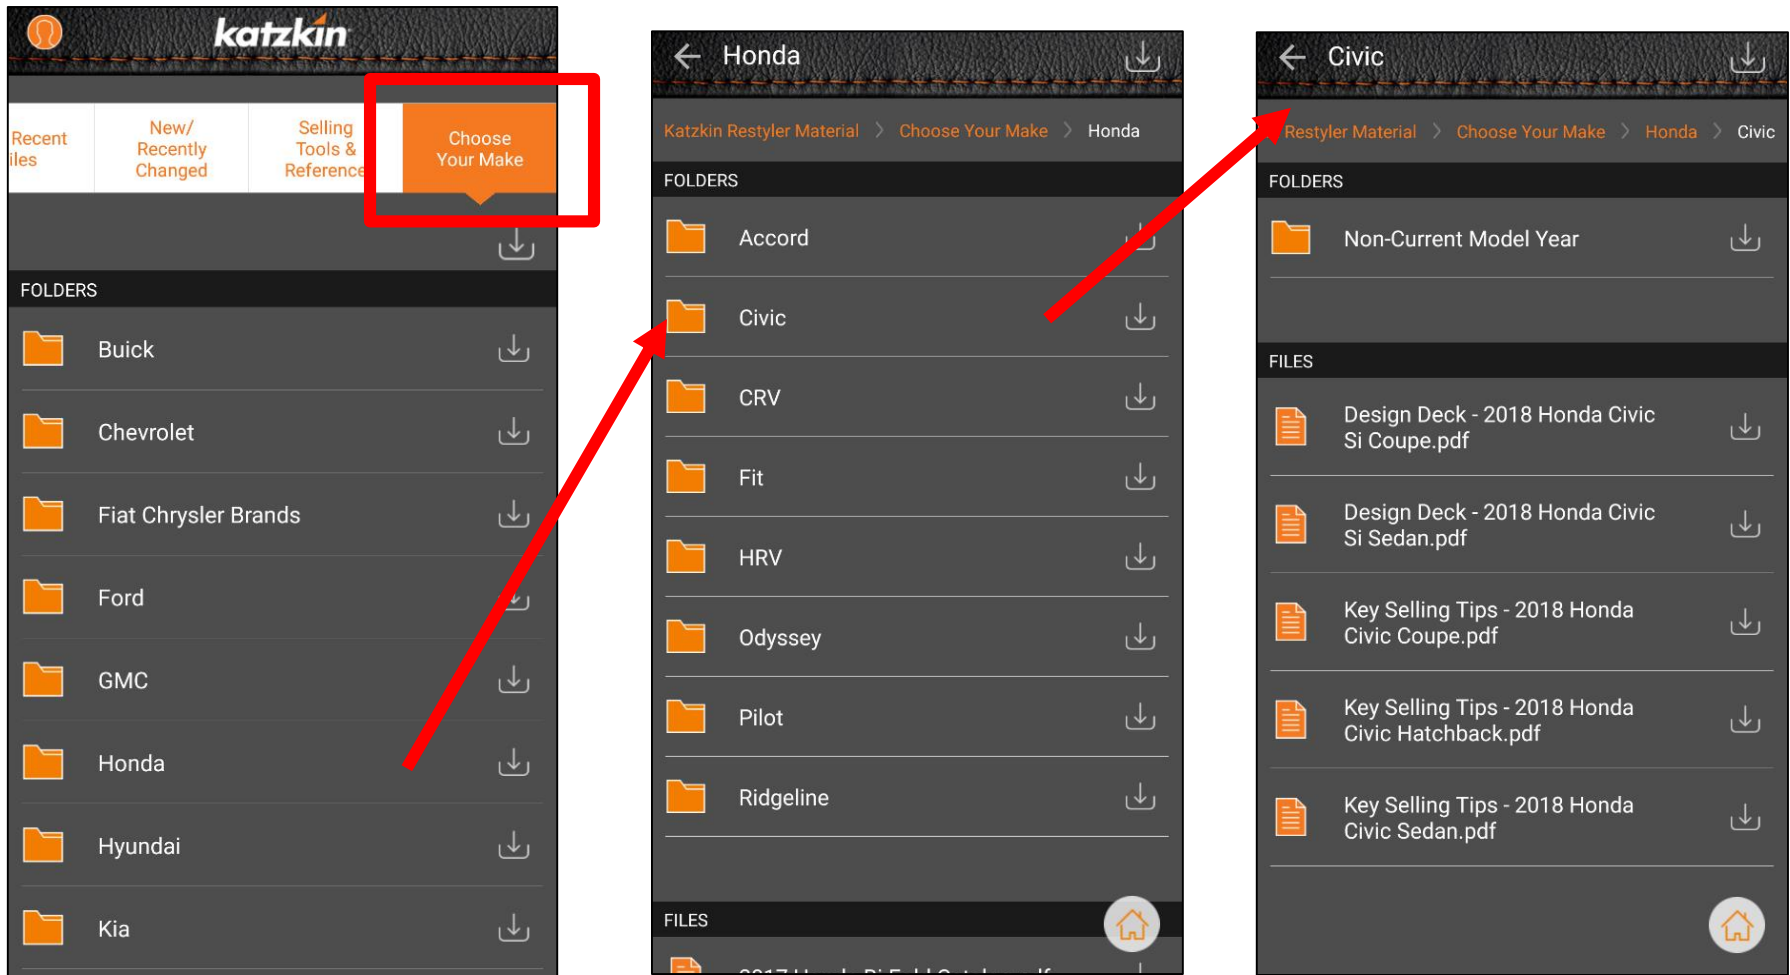 katzkin
Recent
iles
New/
Recently
Changed
Selling
Tools &
Reference
Choose
Your Make
FOLDERS
Buick
Chevrolet
Fiat Chrysler Brands
Ford
GMC
Honda
Hyundai
Kia
Honda
Katzkin Restyler Material > Choose Your Make > Honda
FOLDERS
Accord
Civic
CRV
Fit
HRV
Odyssey
Pilot
Ridgeline
FILES
Civic
Restyler Material > Choose Your Make > Honda > Civic
FOLDERS
Non-Current Model Year
FILES
Design Deck - 2018 Honda Civic
Si Coupe.pdf
Design Deck - 2018 Honda Civic
Si Sedan.pdf
Key Selling Tips - 2018 Honda
Civic Coupe.pdf
Key Selling Tips - 2018 Honda
Civic Hatchback.pdf
Key Selling Tips - 2018 Honda
Civic Sedan.pdf